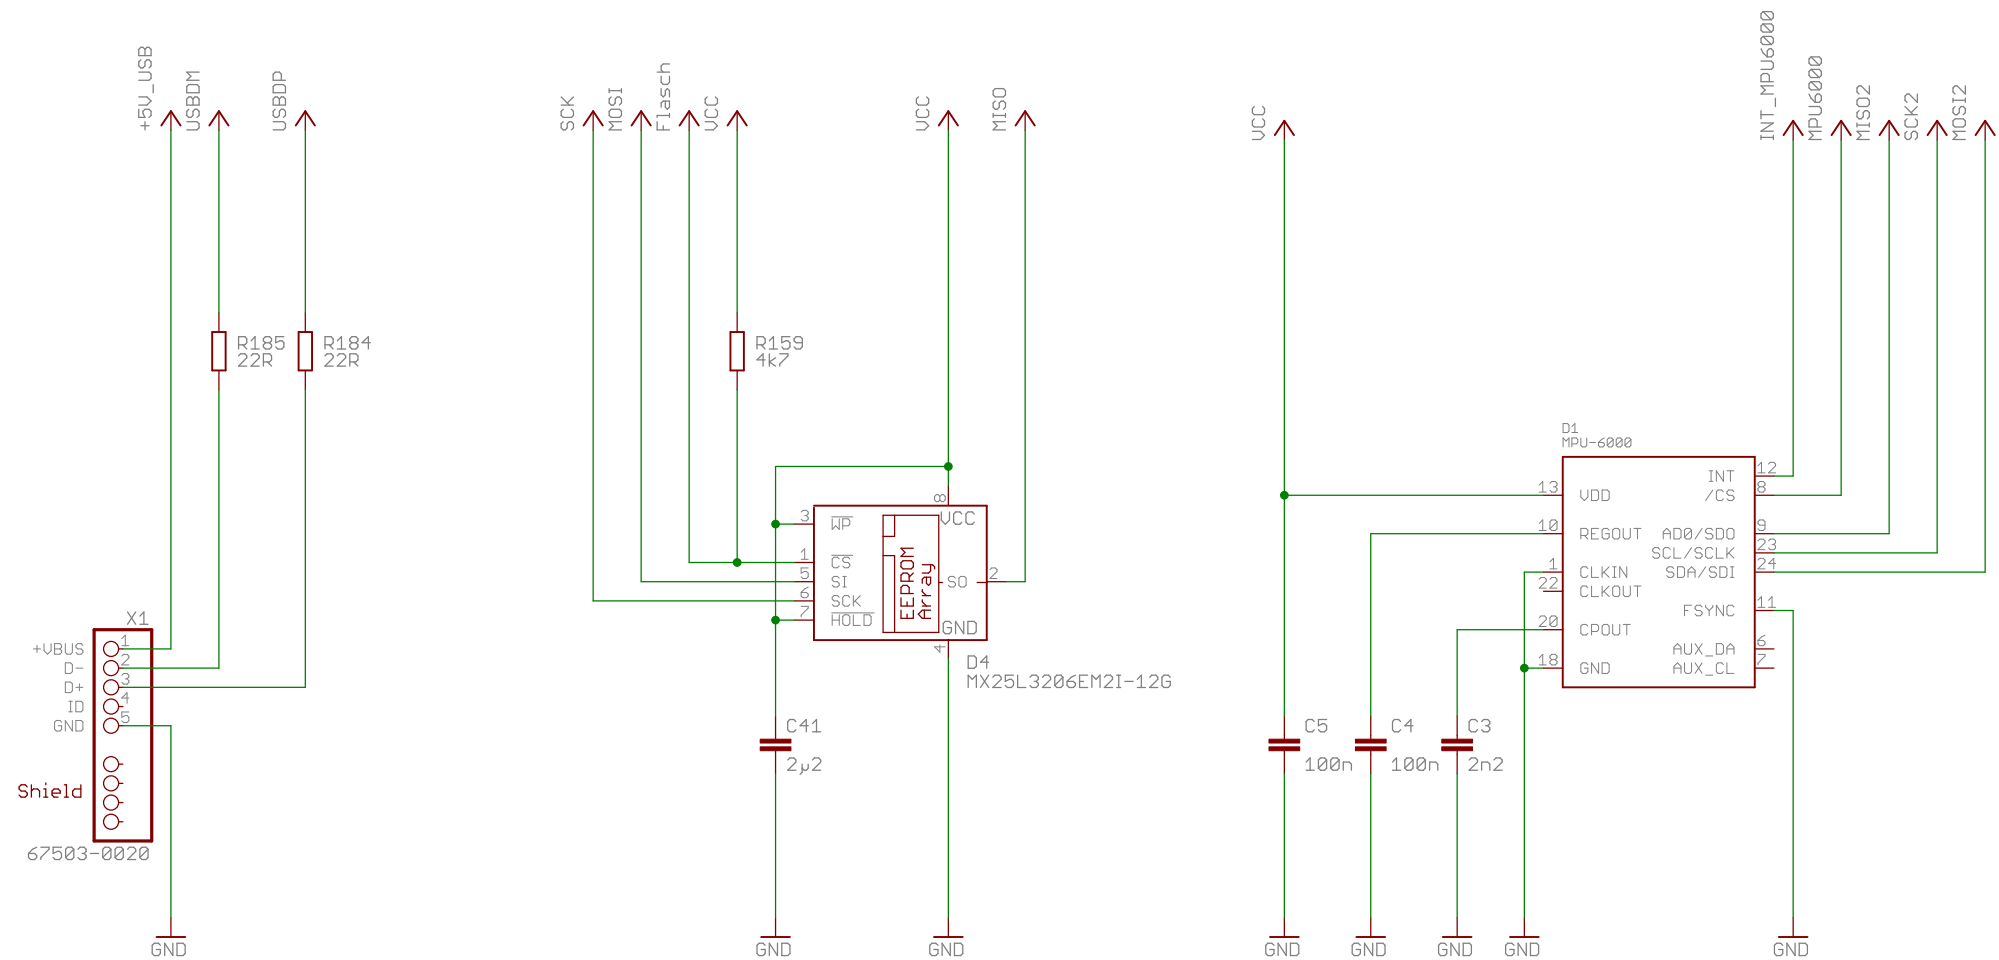 +5V_USB
USBDM
USBDP
R185
22R
R184
22R
X1
+VBUS
1
D-
2
D+
3
ID
4
GND
5
Shield
67503-0020
GND
SCK
MOSI
Flasch
VCC
VCC
MISO
R159
4k7
8
VCC
3
WP
1
CS
5
SI
6
SCK
7
HOLD
EEPROM
Array
SO
2
GND
4
D4
MX25L3206EM2I-12G
C41
2µ2
GND
GND
VCC
INT_MPU6000
MPU6000
MISO2
SCK2
MOSI2
D1
MPU-6000
INT
12
13
VDD
/CS
8
10
REGOUT
AD0/SDO
9
SCL/SCLK
23
1
CLKIN
SDA/SDI
24
22
CLKOUT
FSYNC
11
20
CPOUT
AUX_DA
6
18
GND
AUX_CL
7
C5
100n
C4
100n
C3
2n2
GND
GND
GND
GND
GND